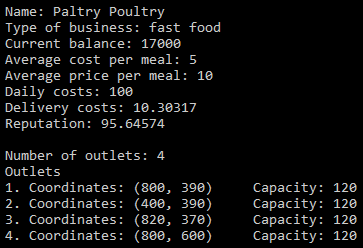 Name: Paltry Poultry
Type of business: fast food
Current balance: 17000
Average cost per meal: 5
Average price per meal: 10
Daily costs: 100
Delivery costs: 10.30317
Reputation: 95.64574

Number of outlets: 4
Outlets
1. Coordinates: (800, 390)     Capacity: 120
2. Coordinates: (400, 390)     Capacity: 120
3. Coordinates: (820, 370)     Capacity: 120
4. Coordinates: (800, 600)     Capacity: 120